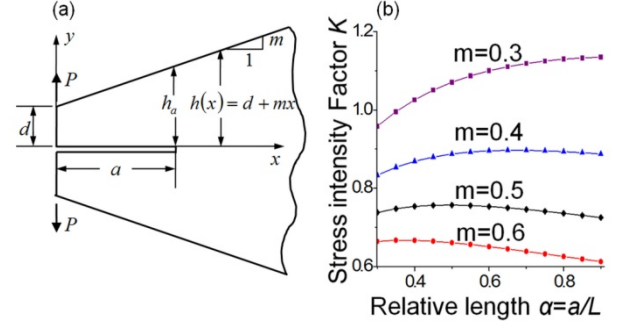 (a)
y
P
m
1
d
hₐ
h(x) = d + mx
x
a
P
(b)
Stress intensity Factor K
1.2
1.0
0.8
0.6
m=0.3
m=0.4
m=0.5
m=0.6
0.4
0.6
0.8
Relative length α=a/L